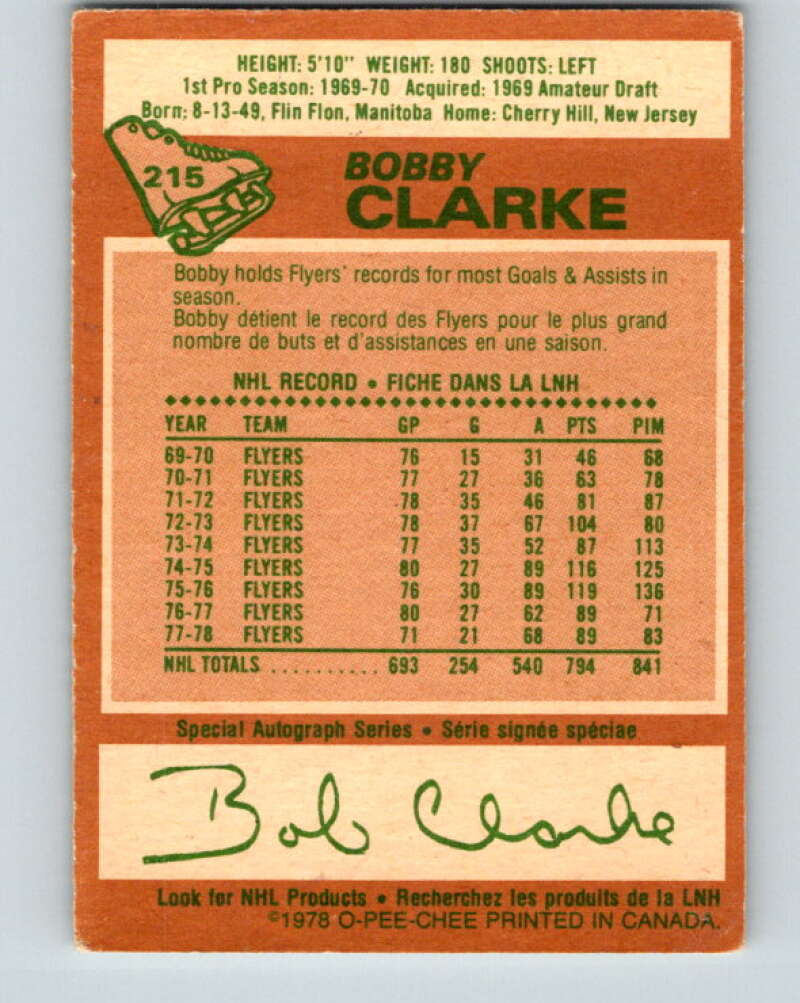 HEIGHT: 5'10" WEIGHT: 180 SHOOTS: LEFT
1st Pro Season: 1969-70 Acquired: 1969 Amateur Draft
Born: 8-13-49, Flin Flon, Manitoba Home: Cherry Hill, New Jersey
215
BOBBY
CLARKE
Bobby holds Flyers' records for most Goals & Assists in
season.
Bobby détient le record des Flyers pour le plus grand
nombre de buts et d'assistances en une saison.
NHL RECORD • FICHE DANS LA LNH
YEAR TEAM GP G A PTS PIM
69-70 FLYERS 76 15 31 46 68
70-71 FLYERS 77 27 36 63 78
71-72 FLYERS 78 35 46 81 87
72-73 FLYERS 78 37 67 104 80
73-74 FLYERS 77 35 52 87 113
74-75 FLYERS 80 27 89 116 125
75-76 FLYERS 76 30 89 119 136
76-77 FLYERS 80 27 62 89 71
77-78 FLYERS 71 21 68 89 83
NHL TOTALS .......... 693 254 540 794 841
Special Autograph Series • Série signée spéciae
Bob Clarke
Look for NHL Products • Recherchez les produits de la LNH
©1978 O-PEE-CHEE PRINTED IN CANADA.